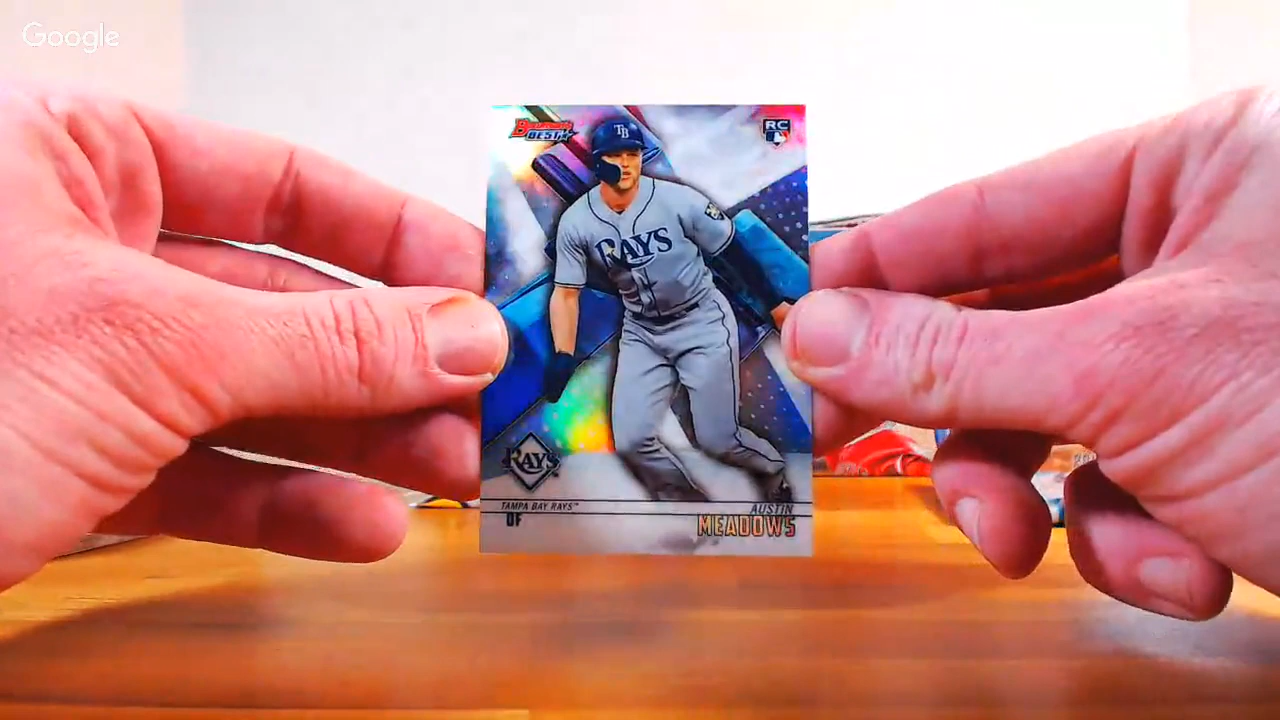 Google
Bowman's
BEST
RC
TB
RAYS
RAYS
TAMPA BAY RAYS™
OF
AUSTIN
MEADOWS